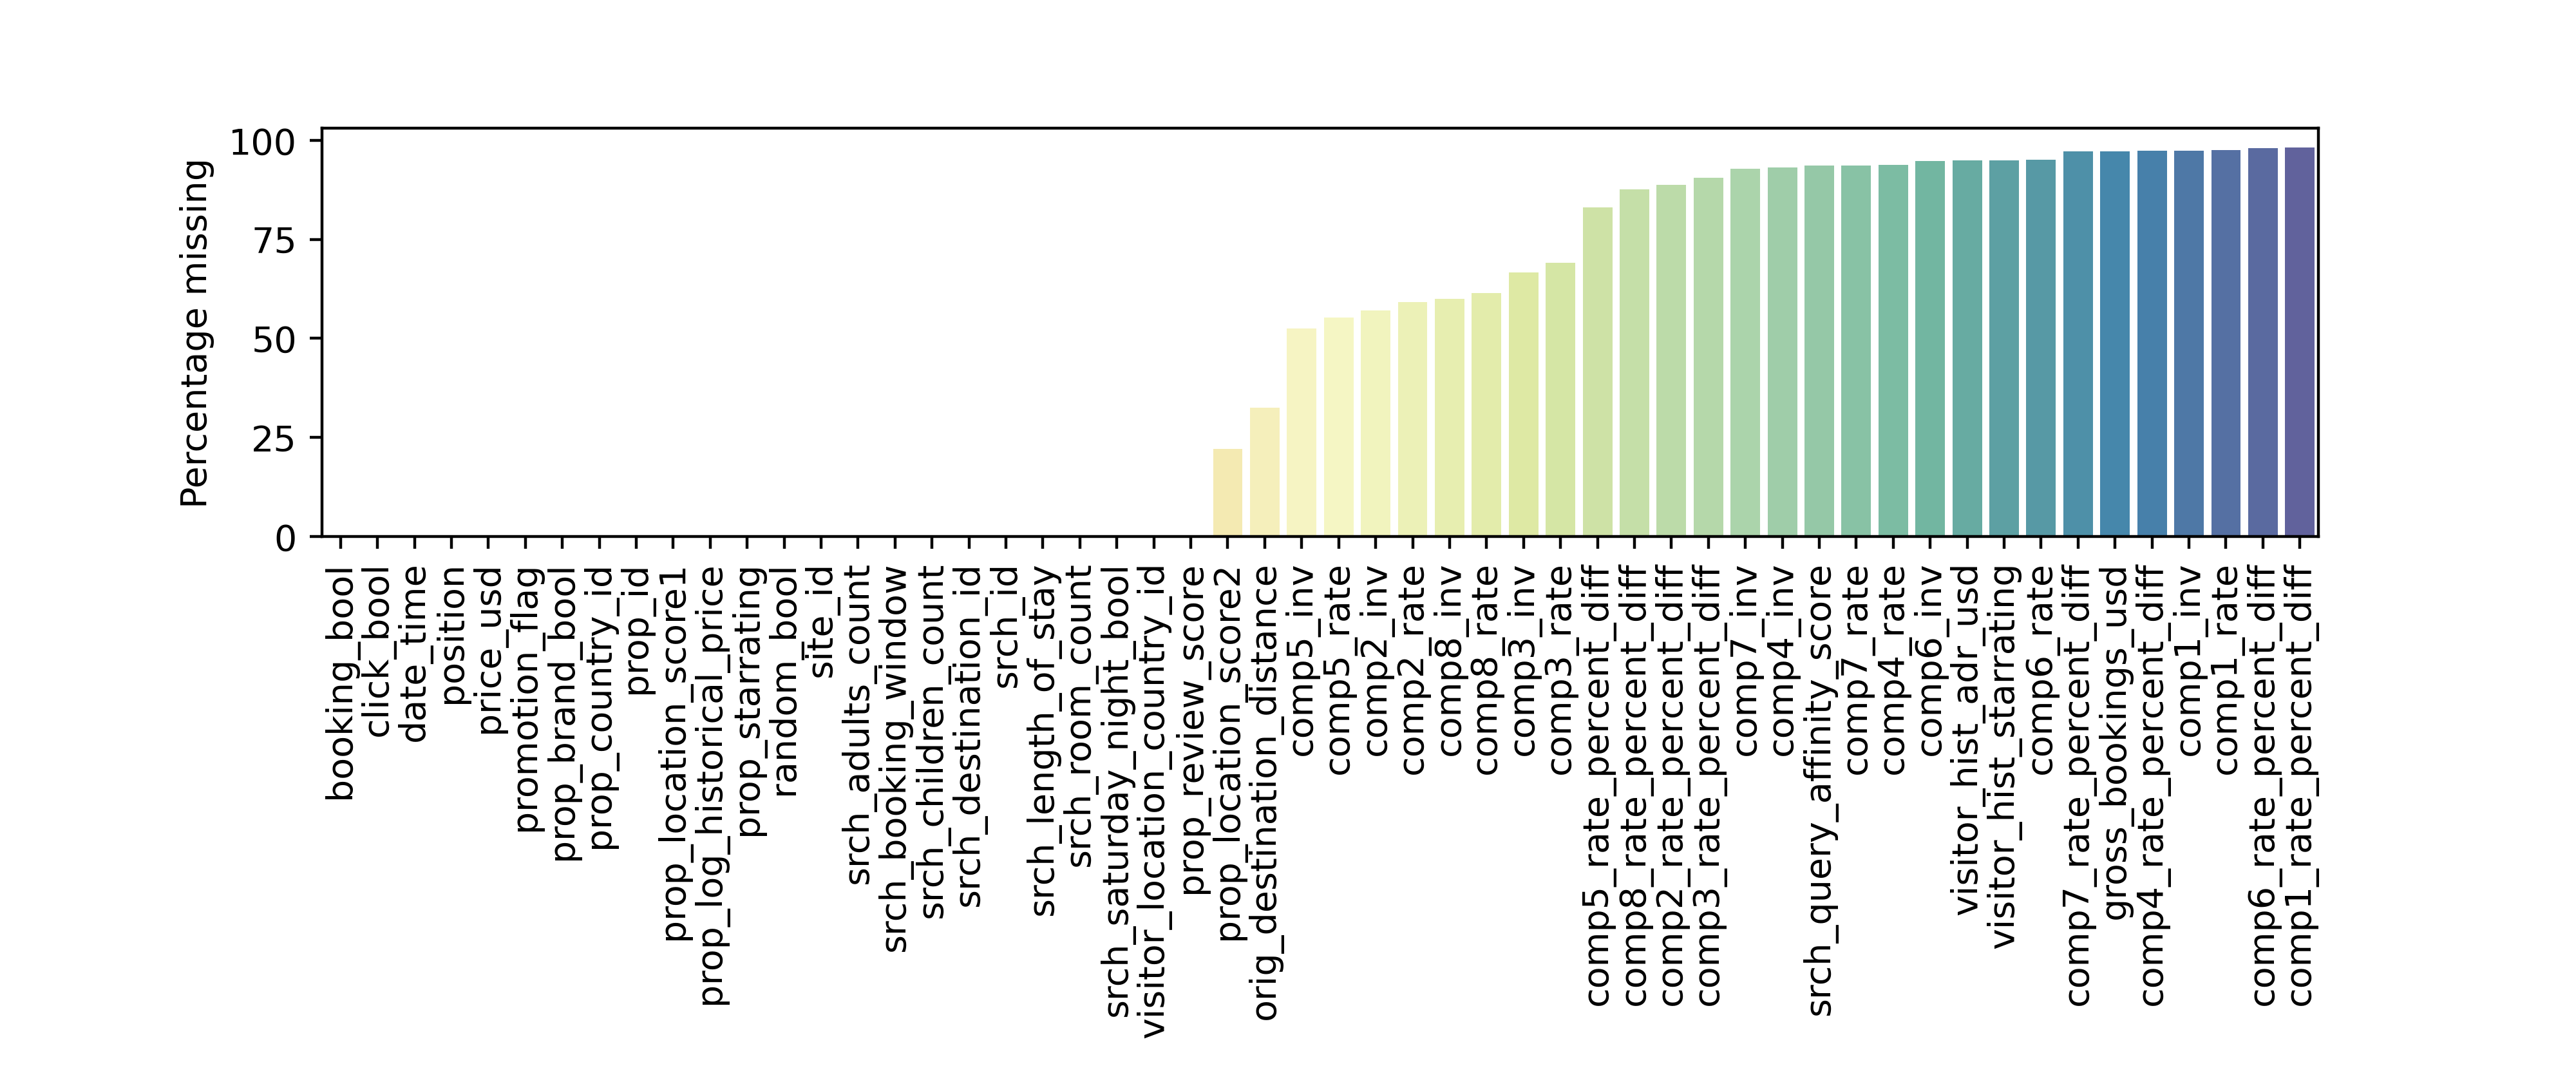 Percentage missing
100
75
50
25
0
booking_bool
click_bool
date_time
position
price_usd
promotion_flag
prop_brand_bool
prop_country_id
prop_id
prop_location_score1
prop_log_historical_price
prop_starrating
random_bool
site_id
srch_adults_count
srch_booking_window
srch_children_count
srch_destination_id
srch_id
srch_length_of_stay
srch_room_count
srch_saturday_night_bool
visitor_location_country_id
prop_review_score
prop_location_score2
orig_destination_distance
comp5_inv
comp5_rate
comp2_inv
comp2_rate
comp8_inv
comp8_rate
comp3_inv
comp3_rate
comp5_rate_percent_diff
comp8_rate_percent_diff
comp2_rate_percent_diff
comp3_rate_percent_diff
comp7_inv
comp4_inv
srch_query_affinity_score
comp7_rate
comp4_rate
comp6_inv
visitor_hist_adr_usd
visitor_hist_starrating
comp6_rate
comp7_rate_percent_diff
gross_bookings_usd
comp4_rate_percent_diff
comp1_inv
comp1_rate
comp6_rate_percent_diff
comp1_rate_percent_diff